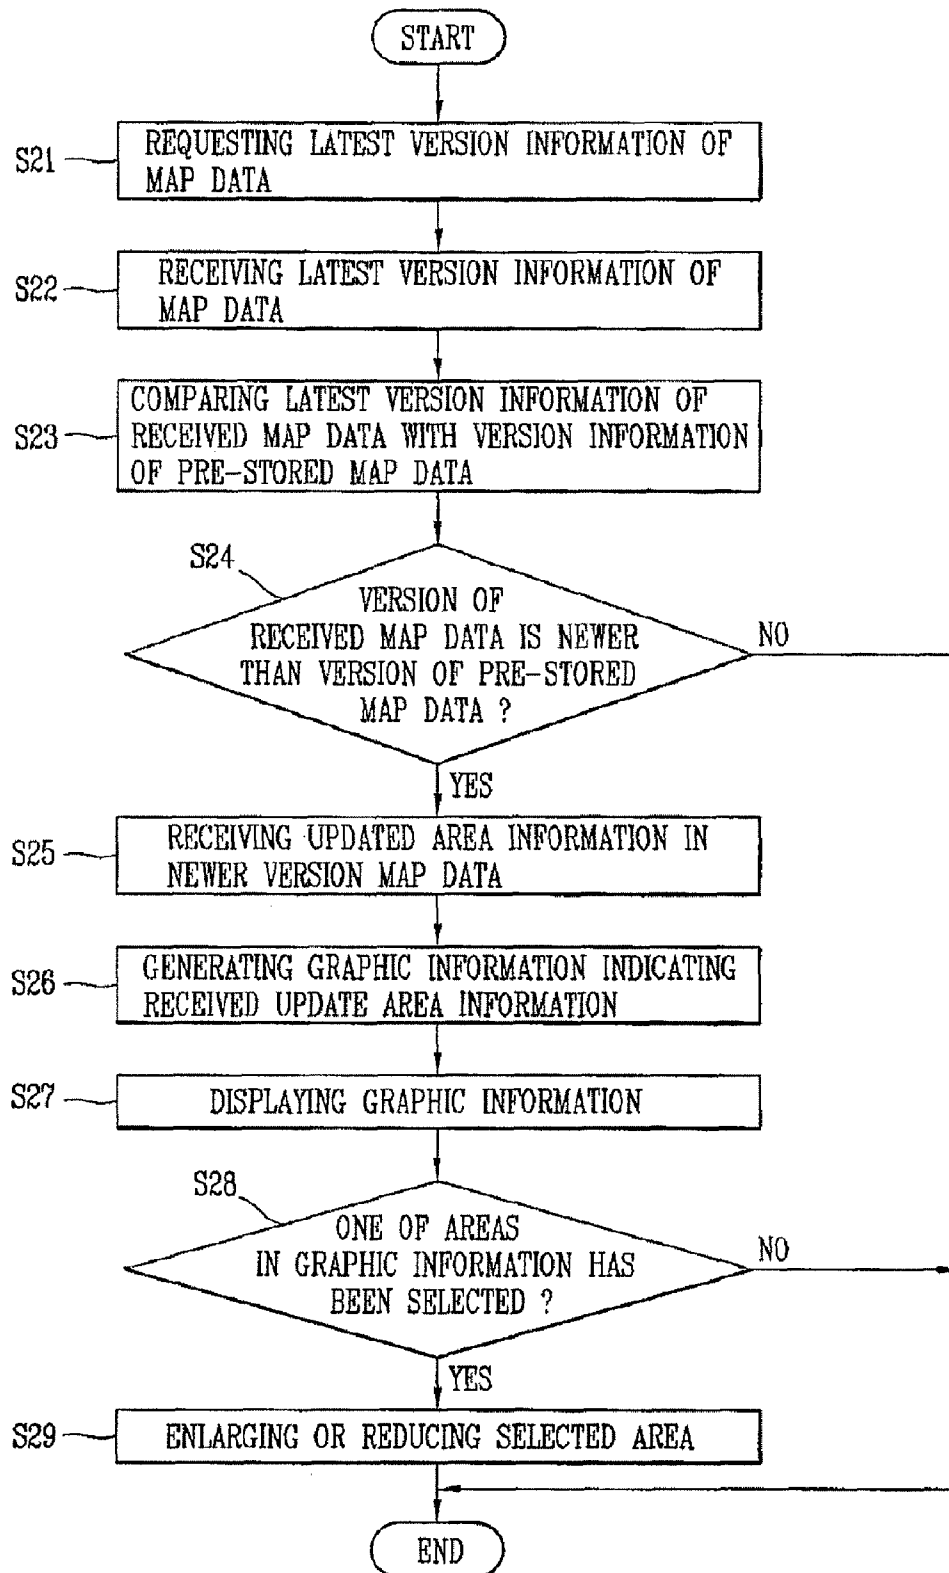 START
S21
REQUESTING LATEST VERSION INFORMATION OF
MAP DATA
S22
RECEIVING LATEST VERSION INFORMATION OF
MAP DATA
S23
COMPARING LATEST VERSION INFORMATION OF
RECEIVED MAP DATA WITH VERSION INFORMATION
OF PRE-STORED MAP DATA
S24
VERSION OF
RECEIVED MAP DATA IS NEWER
THAN VERSION OF PRE-STORED
MAP DATA ?
NO
YES
S25
RECEIVING UPDATED AREA INFORMATION IN
NEWER VERSION MAP DATA
S26
GENERATING GRAPHIC INFORMATION INDICATING
RECEIVED UPDATE AREA INFORMATION
S27
DISPLAYING GRAPHIC INFORMATION
S28
ONE OF AREAS
IN GRAPHIC INFORMATION HAS
BEEN SELECTED ?
NO
YES
S29
ENLARGING OR REDUCING SELECTED AREA
END